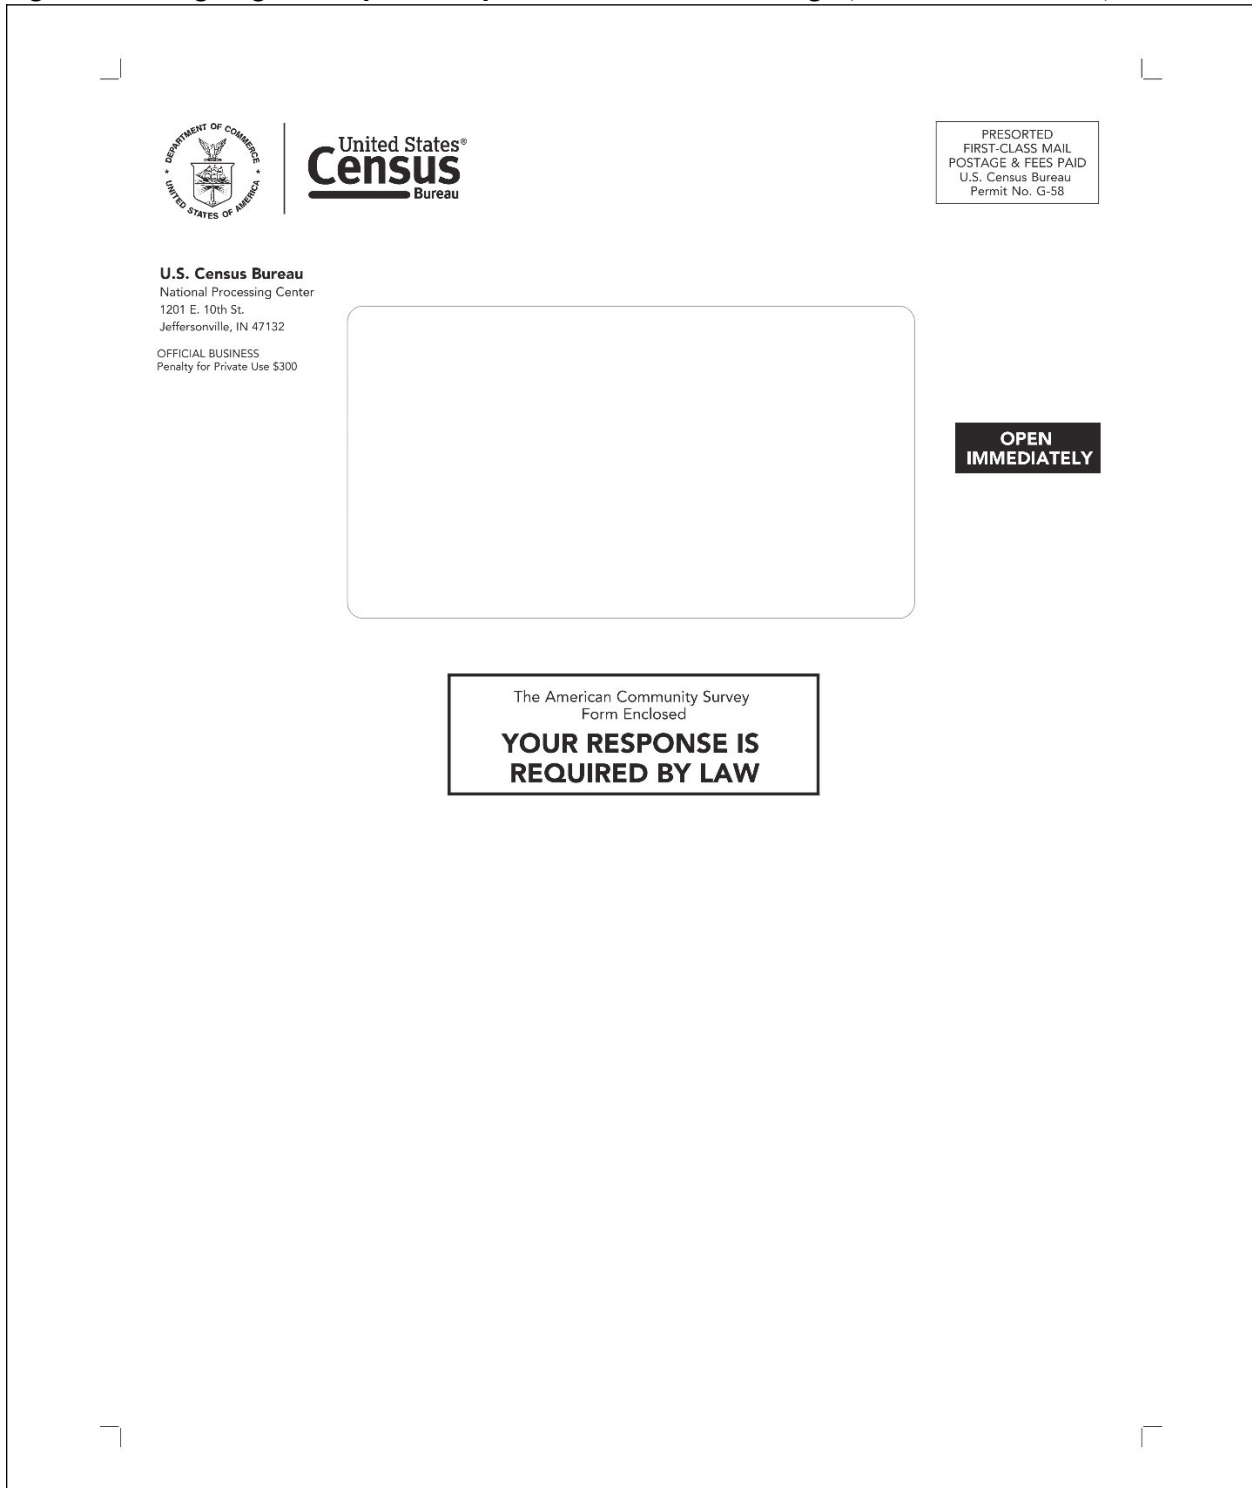 DEPARTMENT OF COMMERCE
UNITED STATES OF AMERICA
United States®
Census
Bureau
PRESORTED
FIRST-CLASS MAIL
POSTAGE & FEES PAID
U.S. Census Bureau
Permit No. G-58
U.S. Census Bureau
National Processing Center
1201 E. 10th St.
Jeffersonville, IN 47132
OFFICIAL BUSINESS
Penalty for Private Use $300
OPEN
IMMEDIATELY
The American Community Survey
Form Enclosed
YOUR RESPONSE IS
REQUIRED BY LAW